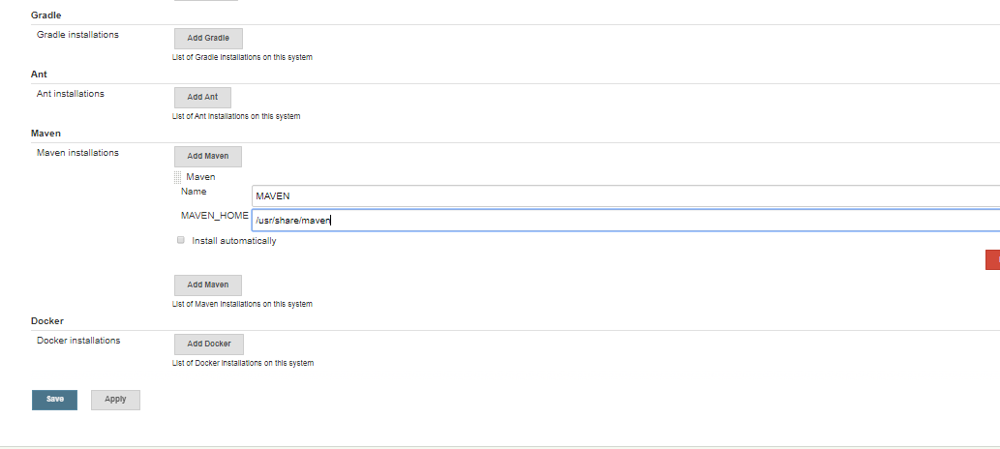 Gradle
Gradle installations
Add Gradle
List of Gradle installations on this system
Ant
Ant installations
Add Ant
List of Ant installations on this system
Maven
Maven installations
Add Maven
Maven
Name
MAVEN
MAVEN_HOME
/usr/share/maven
Install automatically
Add Maven
List of Maven installations on this system
Docker
Docker installations
Add Docker
List of Docker installations on this system
Save Apply